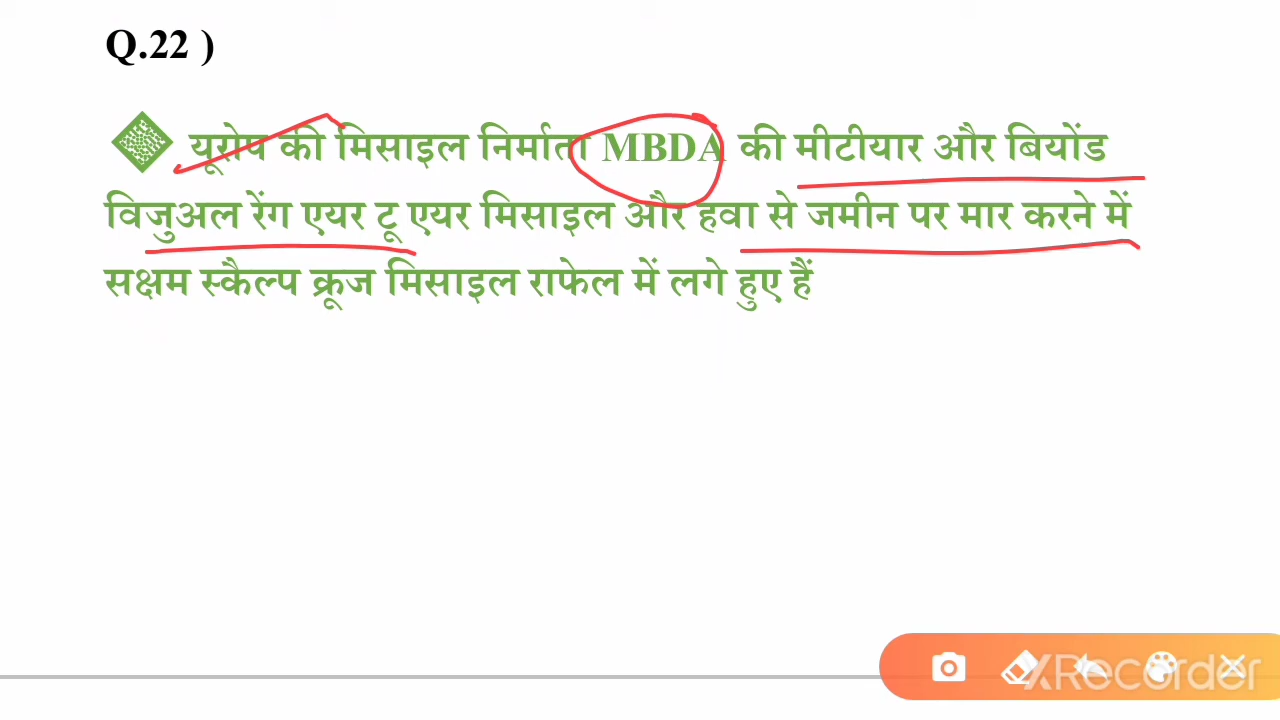 Q.22 )
यूरोप की मिसाइल निर्माता MBDA की मीटीयार और बियोंड
विजुअल रेंग एयर टू एयर मिसाइल और हवा से जमीन पर मार करने में
सक्षम स्कैल्प क्रूज मिसाइल राफेल में लगे हुए हैं
XRecorder